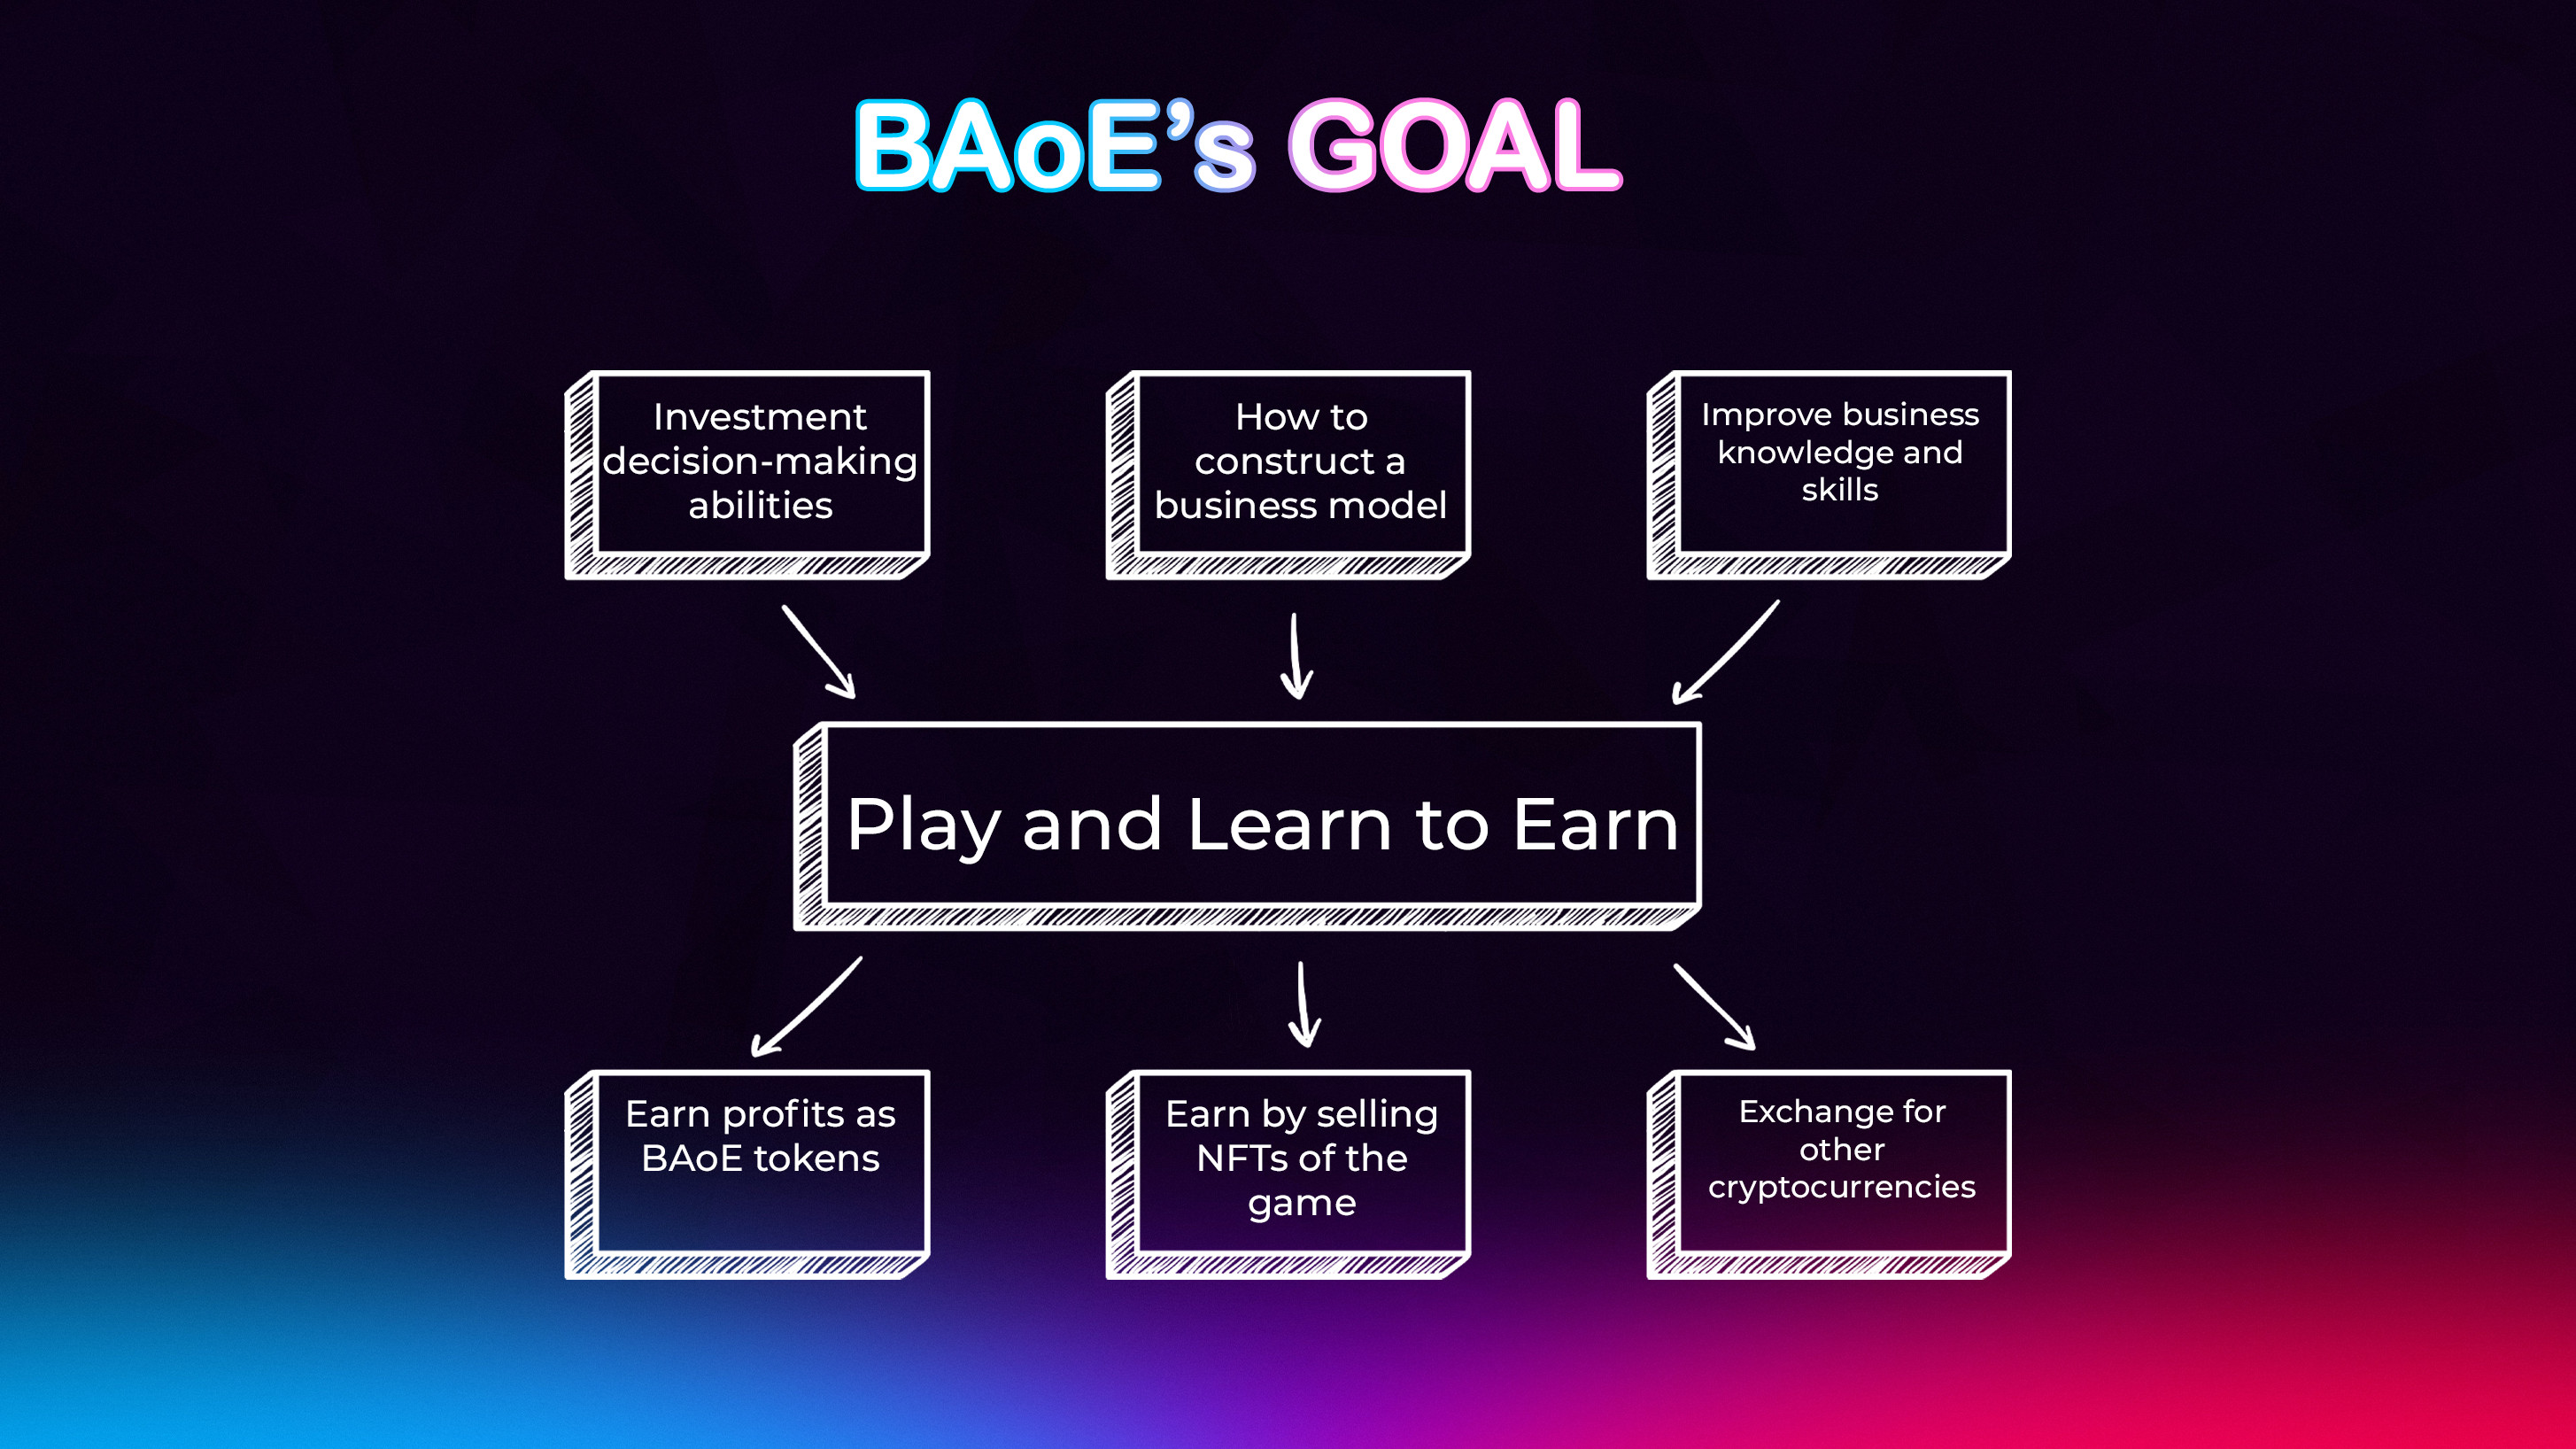 BAoE’s GOAL
Investment
decision-making
abilities
How to
construct a
business model
Improve business
knowledge and
skills
Play and Learn to Earn
Earn profits as
BAoE tokens
Earn by selling
NFTs of the
game
Exchange for
other
cryptocurrencies